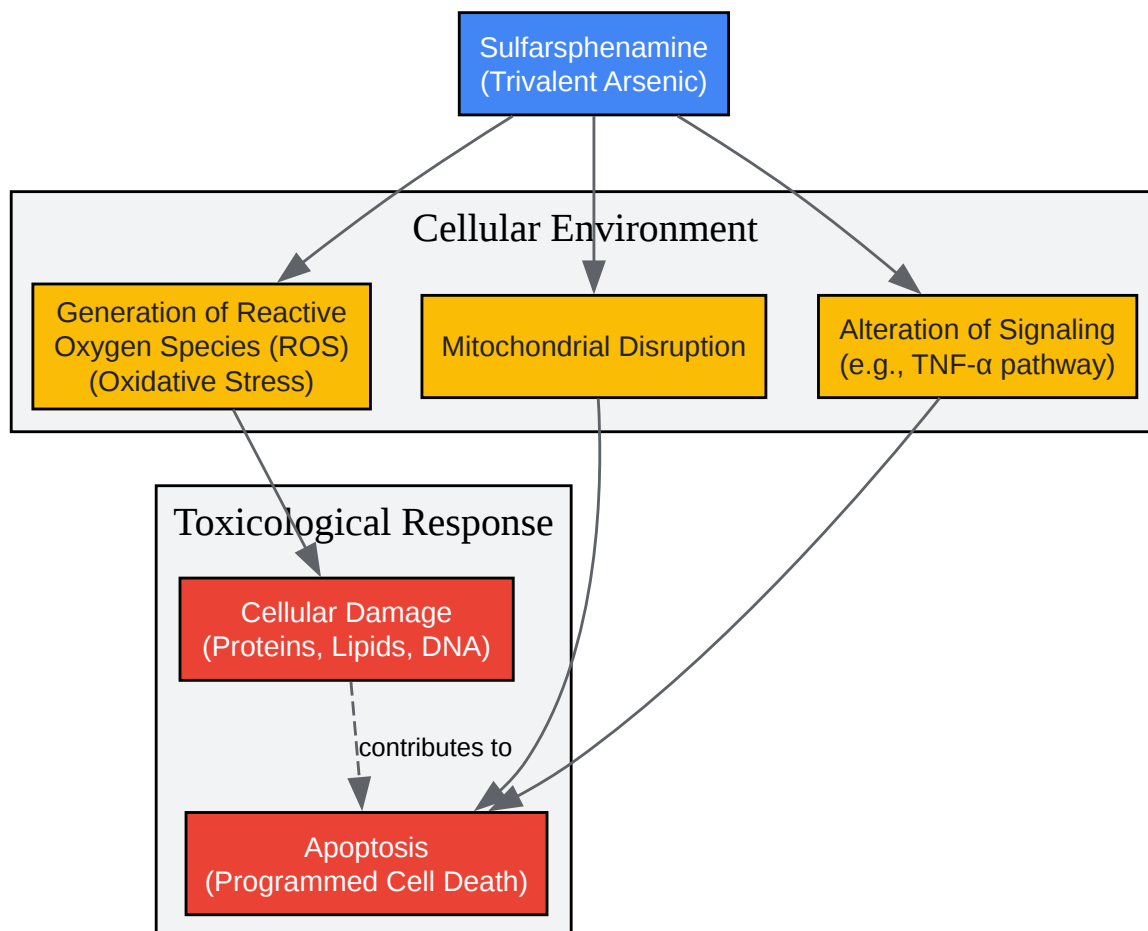 Sulfarsphenamine
(Trivalent Arsenic)
Cellular Environment
Generation of Reactive
Oxygen Species (ROS)
(Oxidative Stress)
Mitochondrial Disruption
Alteration of Signaling
(e.g., TNF-α pathway)
Toxicological Response
Cellular Damage
(Proteins, Lipids, DNA)
contributes to
Apoptosis
(Programmed Cell Death)